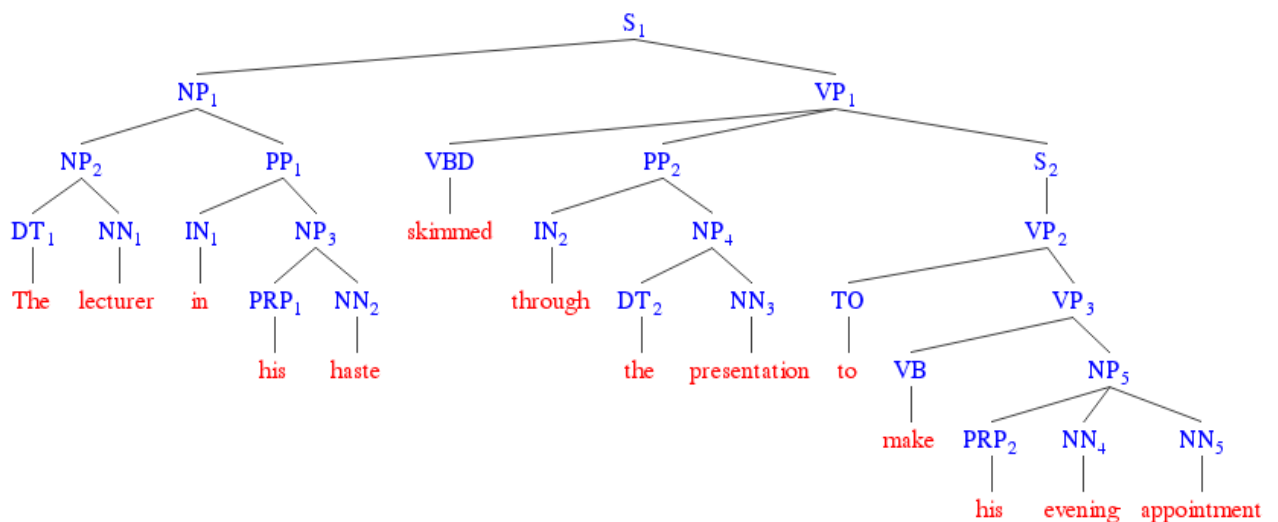 S₁
NP₁ VP₁
NP₂ PP₁ VBD PP₂ S₂
DT₁ NN₁ IN₁ NP₃ skimmed IN₂ NP₄ VP₂
The lecturer in PRP₁ NN₂ through DT₂ NN₃ TO VP₃
his haste the presentation to VB NP₅
make PRP₂ NN₄ NN₅
his evening appointment